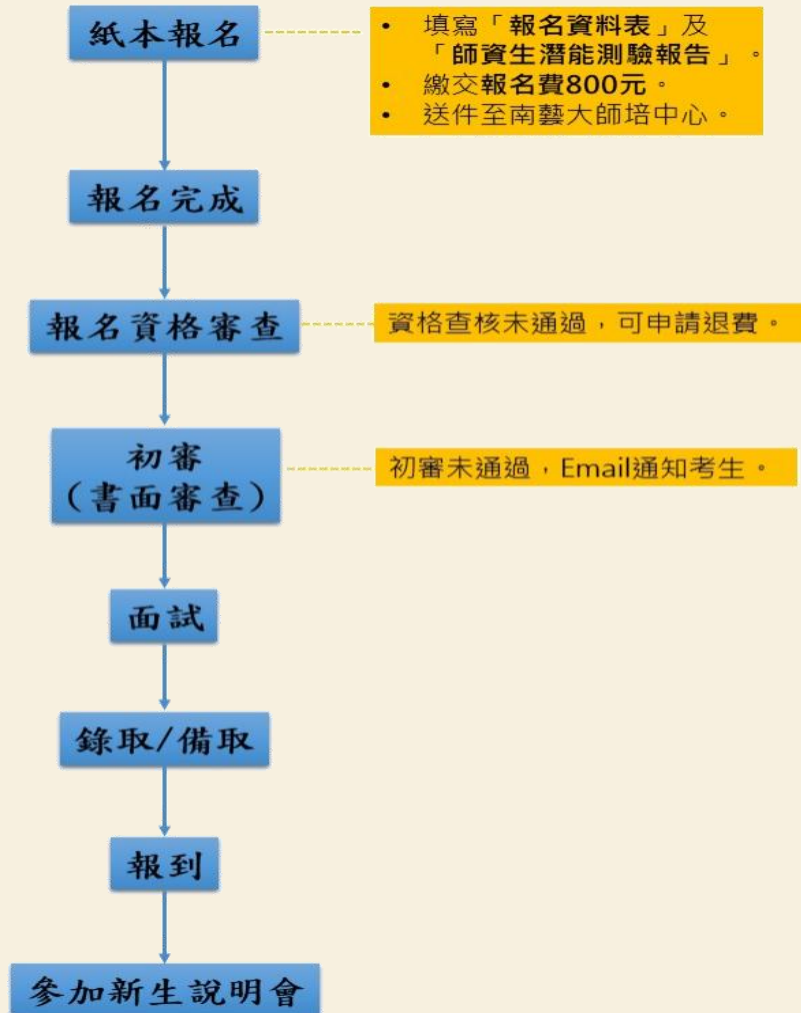 紙本報名
• 填寫「報名資料表」及
「師資生潛能測驗報告」。
• 繳交報名費800元。
• 送件至南藝大師培中心。
報名完成
報名資格審查
資格查核未通過，可申請退費。
初審
（書面審查）
初審未通過，Email通知考生。
面試
錄取/備取
報到
參加新生說明會